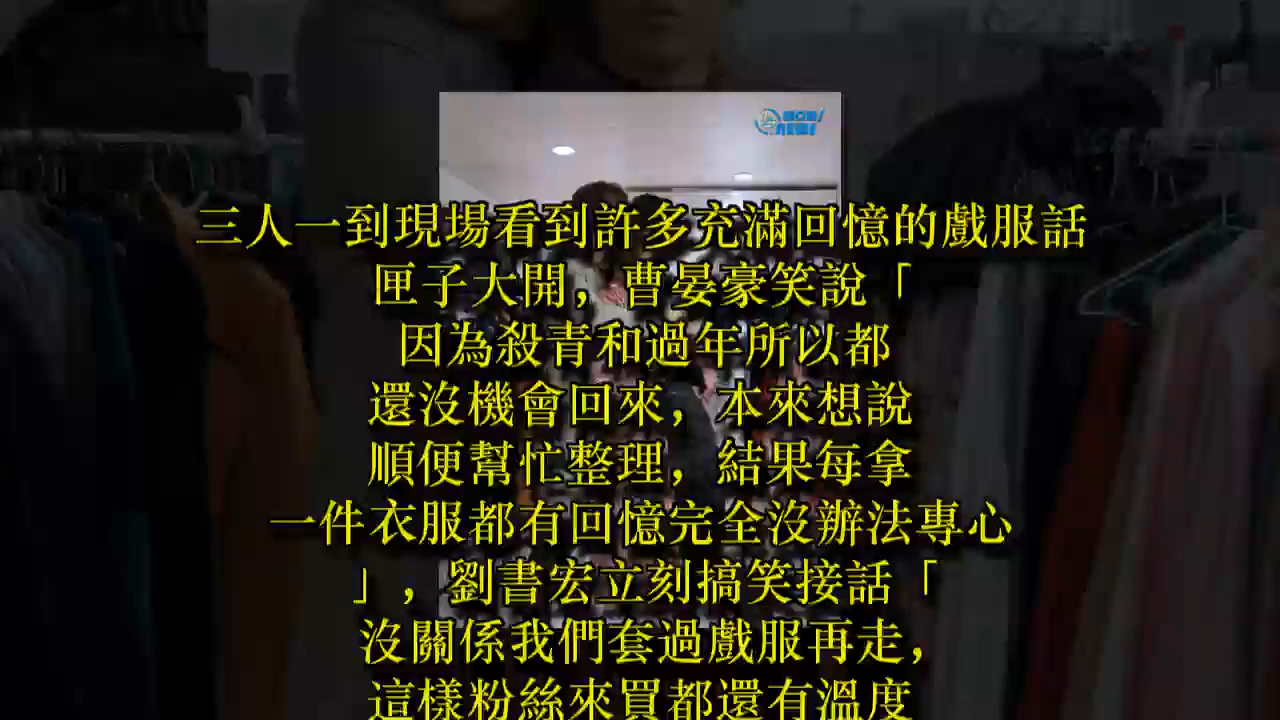 NOW!
NEWS
三人一到現場看到許多充滿回憶的戲服話
匣子大開，曹晏豪笑說「
因為殺青和過年所以都
還沒機會回來，本來想說
順便幫忙整理，結果每拿
一件衣服都有回憶完全沒辦法專心
」，劉書宏立刻搞笑接話「
沒關係我們套過戲服再走，
這樣粉絲來買都還有溫度